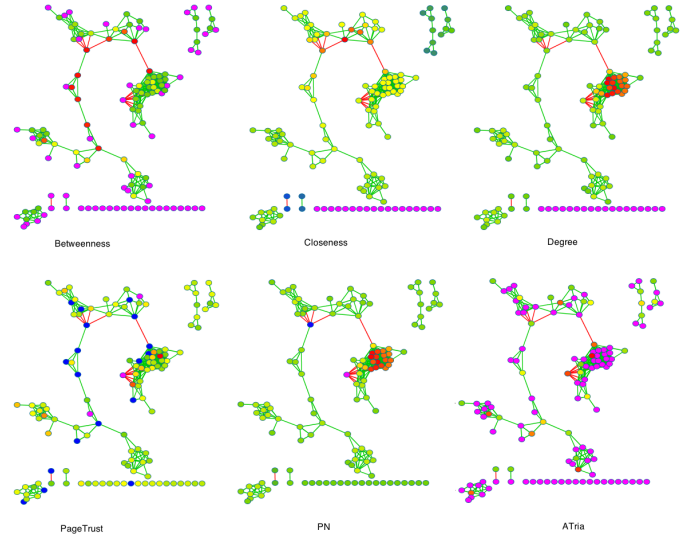 Betweenness
Closeness
Degree
PageTrust
PN
ATria